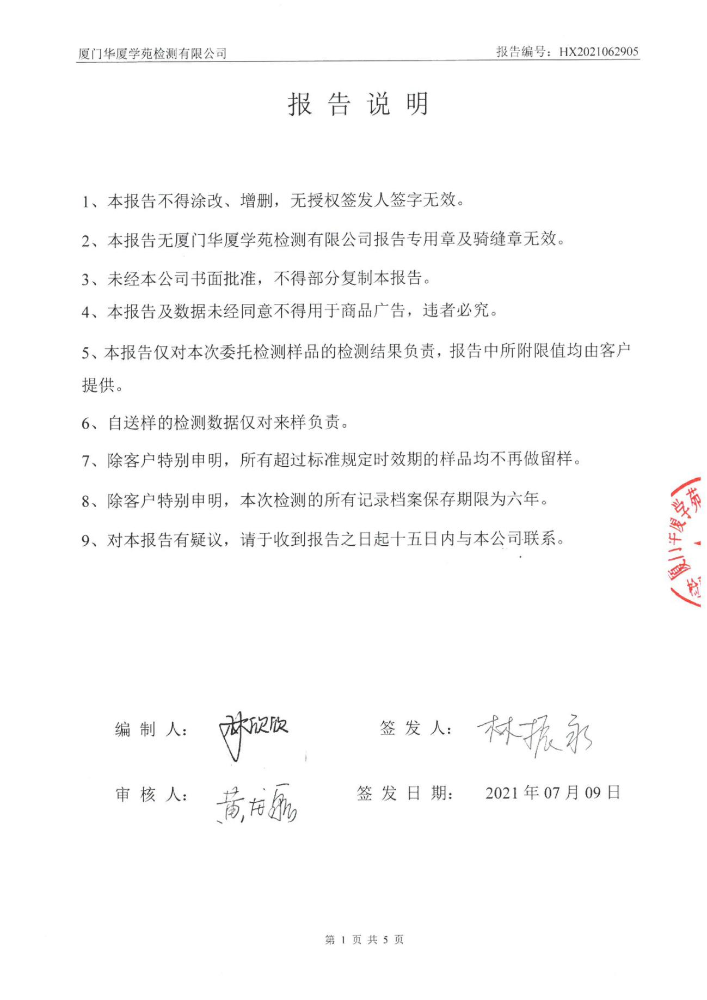 厦门华厦学苑检测有限公司 报告编号：HX2021062905
报 告 说 明
1、本报告不得涂改、增删，无授权签发人签字无效。
2、本报告无厦门华厦学苑检测有限公司报告专用章及骑缝章无效。
3、未经本公司书面批准，不得部分复制本报告。
4、本报告及数据未经同意不得用于商品广告，违者必究。
5、本报告仅对本次委托检测样品的检测结果负责，报告中所附限值均由客户
提供。
6、自送样的检测数据仅对来样负责。
7、除客户特别申明，所有超过标准规定时效期的样品均不再做留样。
8、除客户特别申明，本次检测的所有记录档案保存期限为六年。
9、对本报告有疑议，请于收到报告之日起十五日内与本公司联系。
厦门华厦学苑
检
编 制 人： 林欣欣 签 发 人： 林振永
审 核 人： 黄 签 发 日 期： 2021 年 07 月 09 日
第 1 页 共 5 页